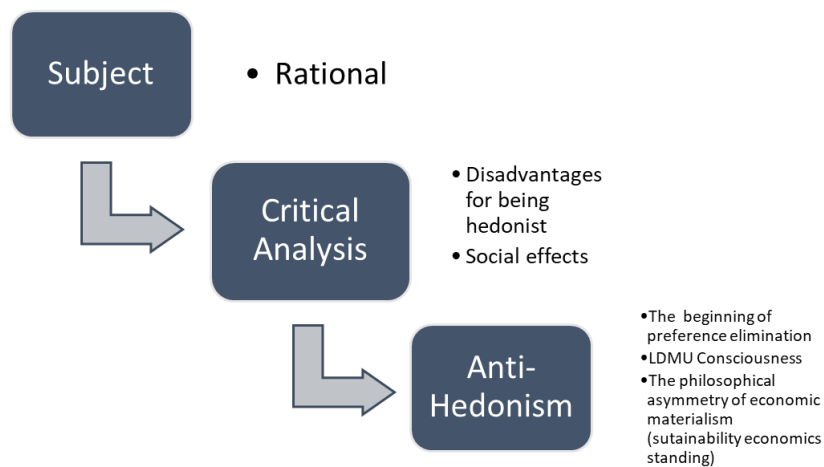 Subject
• Rational
Critical
Analysis
• Disadvantages
for being
hedonist
• Social effects
Anti-
Hedonism
•The beginning of
preference elimination
•LDMU Consciousness
•The philosophical
asymmetry of economic
materialism
(sutainability economics
standing)